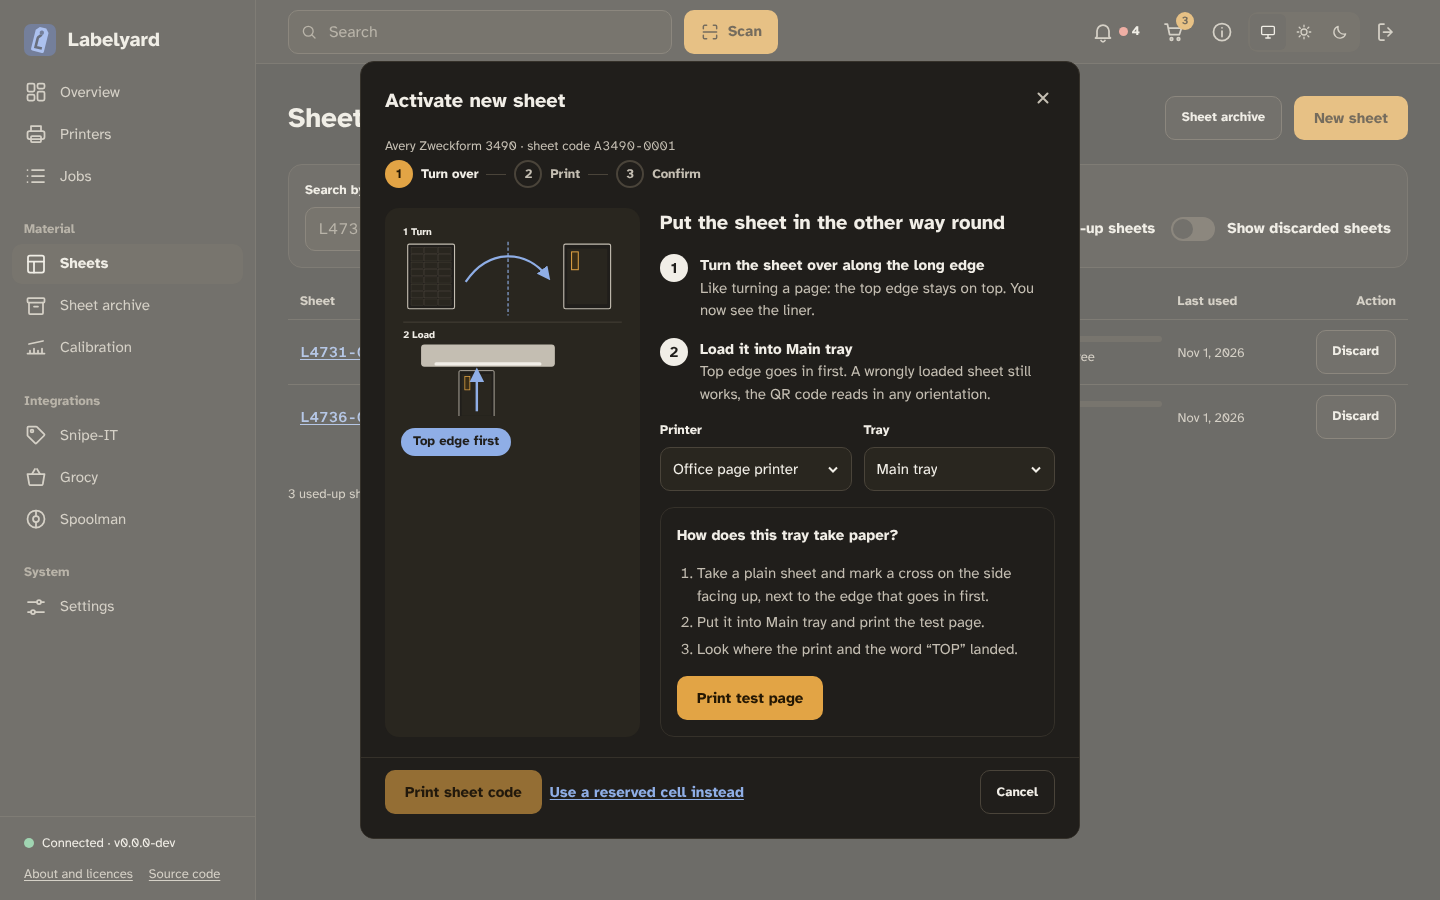 Labelyard
Search
Scan
4
3
Overview
Printers
Jobs
Material
Sheets
Sheet archive
Calibration
Integrations
Snipe-IT
Grocy
Spoolman
System
Settings
Connected · v0.0.0-dev
About and licences
Source code
Sheet archive
New sheet
-up sheets
Show discarded sheets
Sheet
Last used
Action
Nov 1, 2026
Discard
Nov 1, 2026
Discard
3 used-up
Activate new sheet
Avery Zweckform 3490 · sheet code A3490-0001
1 Turn over
2 Print
3 Confirm
1 Turn
2 Load
Top edge first
Put the sheet in the other way round
1 Turn the sheet over along the long edge
Like turning a page: the top edge stays on top. You
now see the liner.
2 Load it into Main tray
Top edge goes in first. A wrongly loaded sheet still
works, the QR code reads in any orientation.
Printer
Tray
Office page printer
Main tray
How does this tray take paper?
1. Take a plain sheet and mark a cross on the side
facing up, next to the edge that goes in first.
2. Put it into Main tray and print the test page.
3. Look where the print and the word “TOP” landed.
Print test page
Print sheet code
Use a reserved cell instead
Cancel